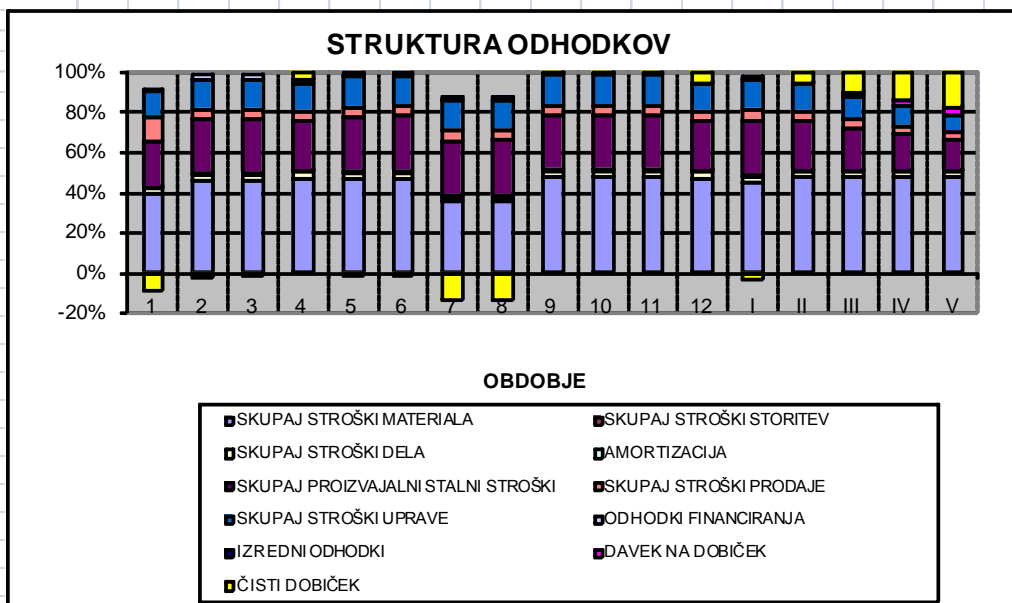 STRUKTURA ODHODKOV
100%
80%
60%
40%
20%
0%
-20%
1 2 3 4 5 6 7 8 9 10 11 12 I II III IV V
OBDOBJE
SKUPAJ STROŠKI MATERIALA SKUPAJ STROŠKI STORITEV
SKUPAJ STROŠKI DELA AMORTIZACIJA
SKUPAJ PROIZVAJALNI STALNI STROŠKI SKUPAJ STROŠKI PRODAJE
SKUPAJ STROŠKI UPRAVE ODHODKI FINANCIRANJA
IZREDNI ODHODKI DAVEK NA DOBIČEK
ČISTI DOBIČEK